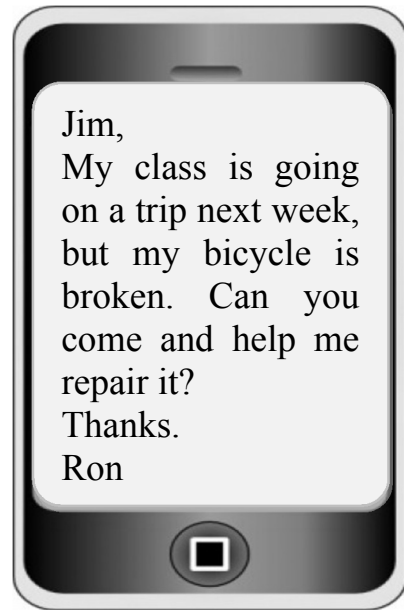 Jim,
My class is going
on a trip next week,
but my bicycle is
broken. Can you
come and help me
repair it?
Thanks.
Ron